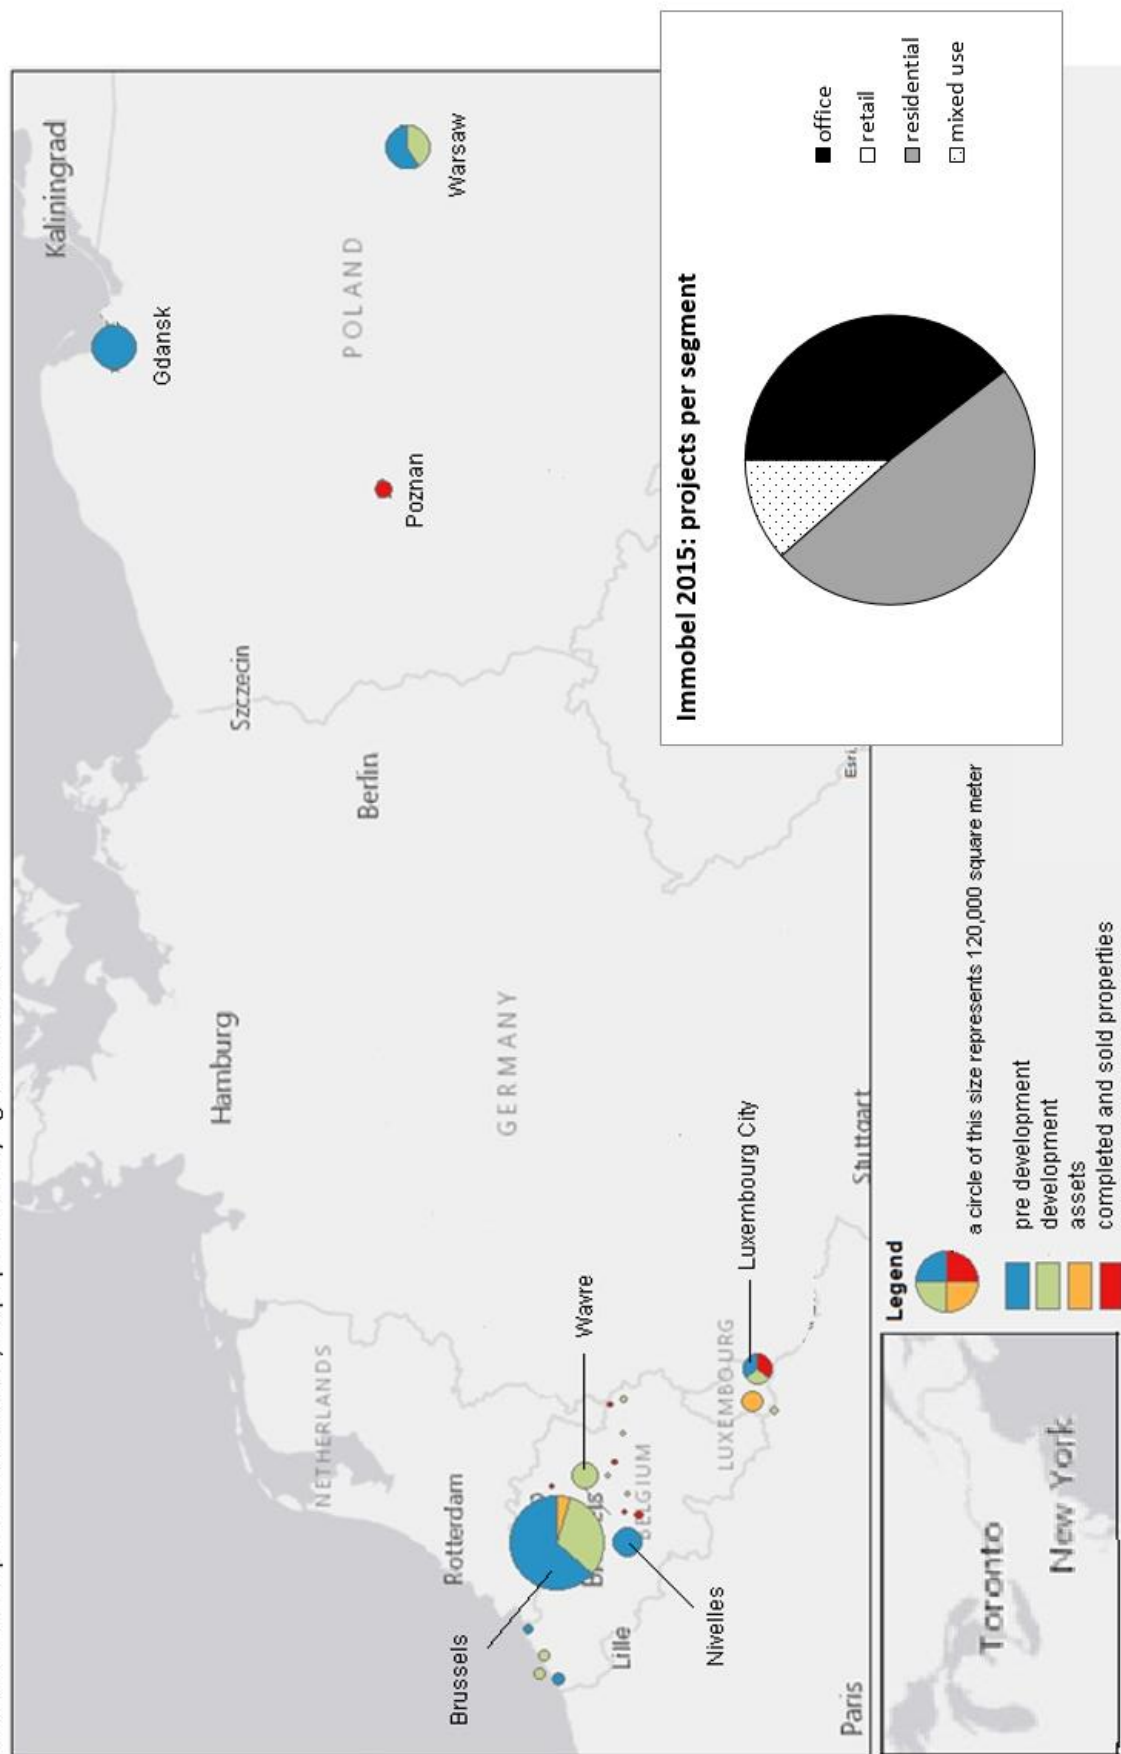 Kaliningrad
Gdansk
POLAND
Warsaw
Poznan
Szczecin
Berlin
Hamburg
GERMANY
NETHERLANDS
Rotterdam
Wavre
Brussels
BELGIUM
Nivelles
Lille
LUXEMBOURG
Luxembourg City
Stuttgart
Paris
Esri,
Toronto
New York
Legend
a circle of this size represents 120,000 square meter
pre development
development
assets
completed and sold properties
Immobel 2015: projects per segment
office
retail
residential
mixed use